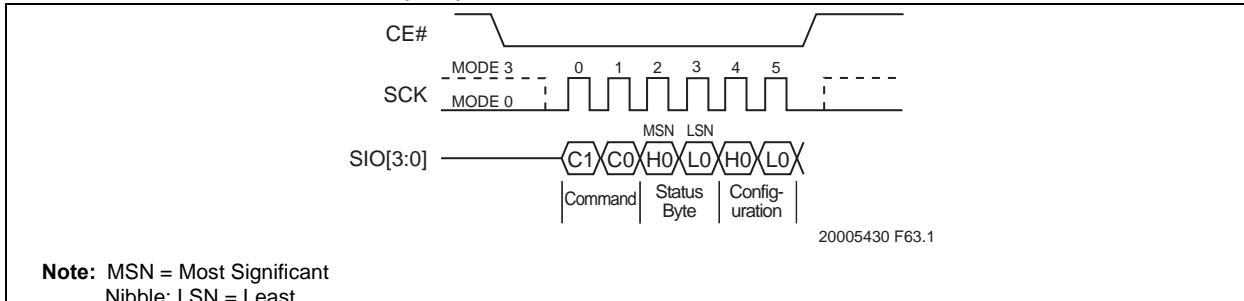 CE#
MODE 3
SCK
MODE 0
0 1 2 3 4 5
MSN LSN
SIO[3:0]
C1 C0 H0 L0 H0 L0
Command
Status
Byte
Config-
uration
20005430 F63.1
Note: MSN = Most Significant
Nibble; LSN = Least